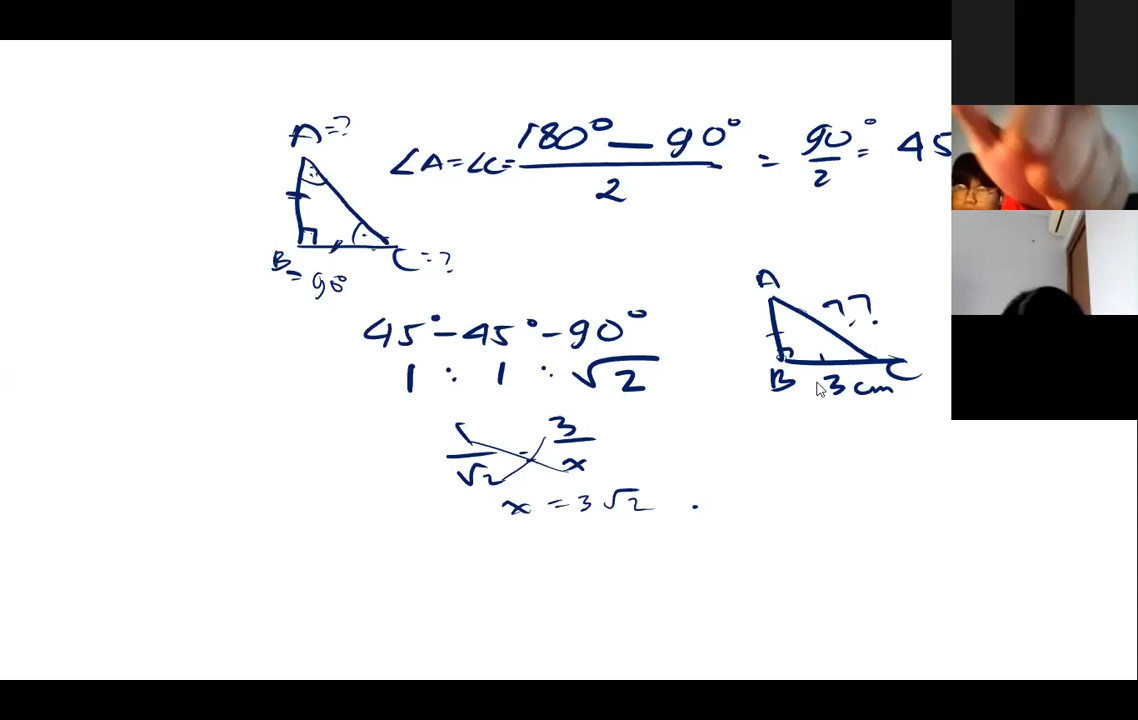 A=?
∠A=∠C= (180° − 90°)/2 = 90°/2 = 45
B = 90°
C=?
45° − 45° − 90°
1 : 1 : √2
A
??
B
3 cm
C
1/√2 = 3/x
x = 3√2 .